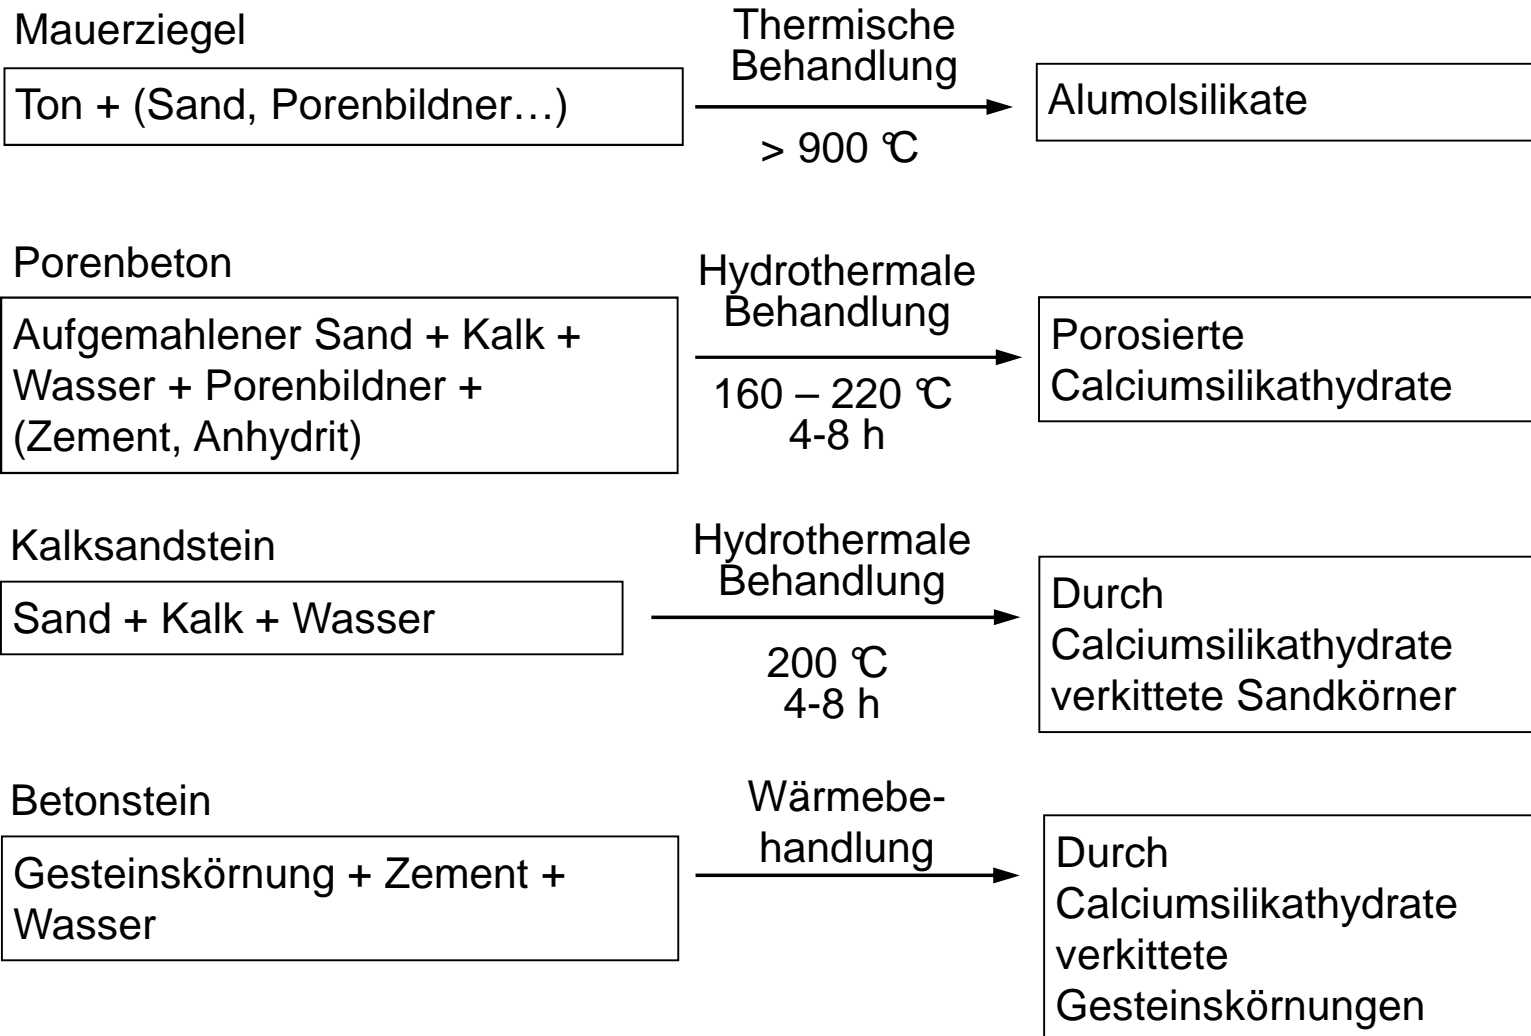 Mauerziegel
Thermische
Behandlung
Ton + (Sand, Porenbildner…)
> 900 °C
Alumolsilikate
Porenbeton
Hydrothermale
Behandlung
Aufgemahlener Sand + Kalk +
Wasser + Porenbildner +
(Zement, Anhydrit)
160 – 220 °C
4-8 h
Porosierte
Calciumsilikathydrate
Kalksandstein
Hydrothermale
Behandlung
Sand + Kalk + Wasser
200 °C
4-8 h
Durch
Calciumsilikathydrate
verkittete Sandkörner
Betonstein
Wärmebe-
handlung
Gesteinskörnung + Zement +
Wasser
Durch
Calciumsilikathydrate
verkittete
Gesteinskörnungen